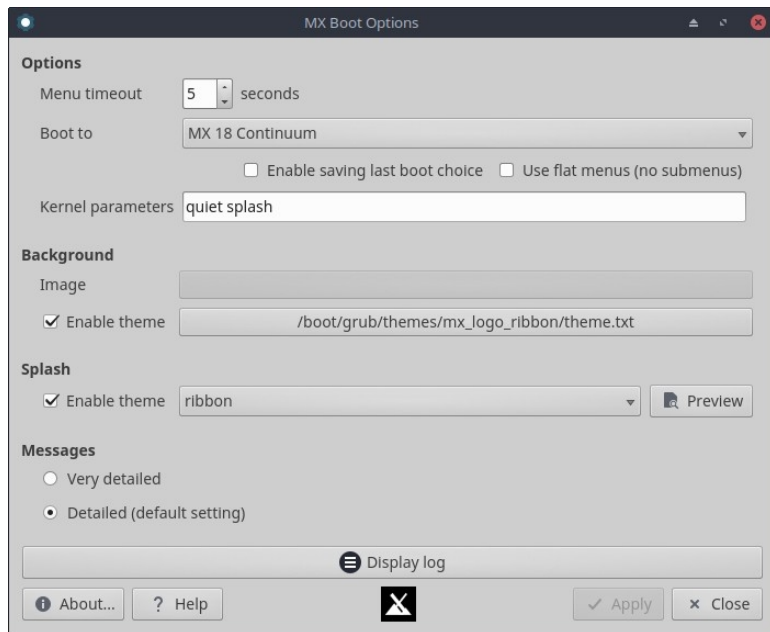 MX Boot Options
Options
Menu timeout 5 seconds
Boot to MX 18 Continuum
Enable saving last boot choice Use flat menus (no submenus)
Kernel parameters quiet splash
Background
Image
Enable theme /boot/grub/themes/mx_logo_ribbon/theme.txt
Splash
Enable theme ribbon Preview
Messages
Very detailed
Detailed (default setting)
Display log
About... ? Help Apply Close